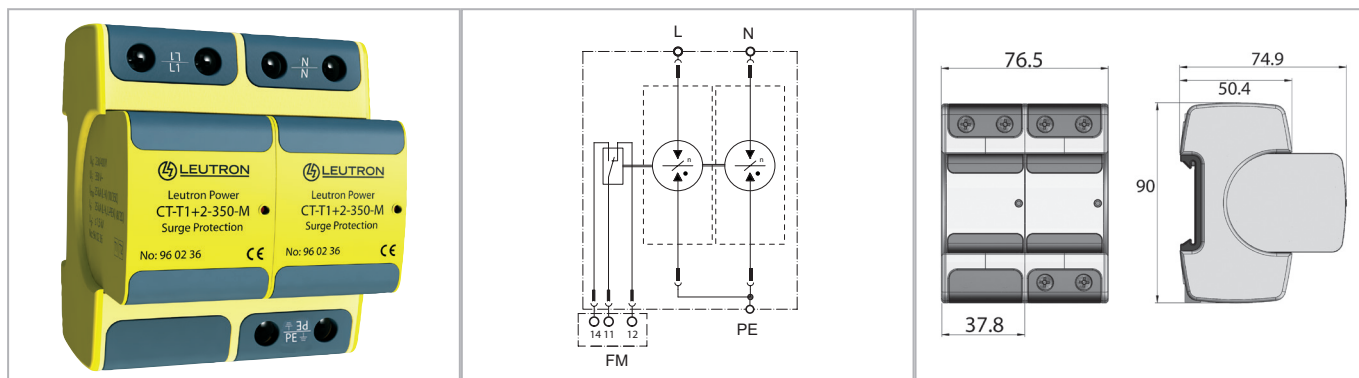 L1
L1
N
N
LEUTRON
Leutron Power
CT-T1+2-350-M
Surge Protection
No: 96 02 36 CE
LEUTRON
Leutron Power
CT-T1+2-350-M
Surge Protection
No: 96 02 36 CE
PE
PE
L N
n n
14 11 12
FM
PE
76.5
37.8
74.9
50.4
90